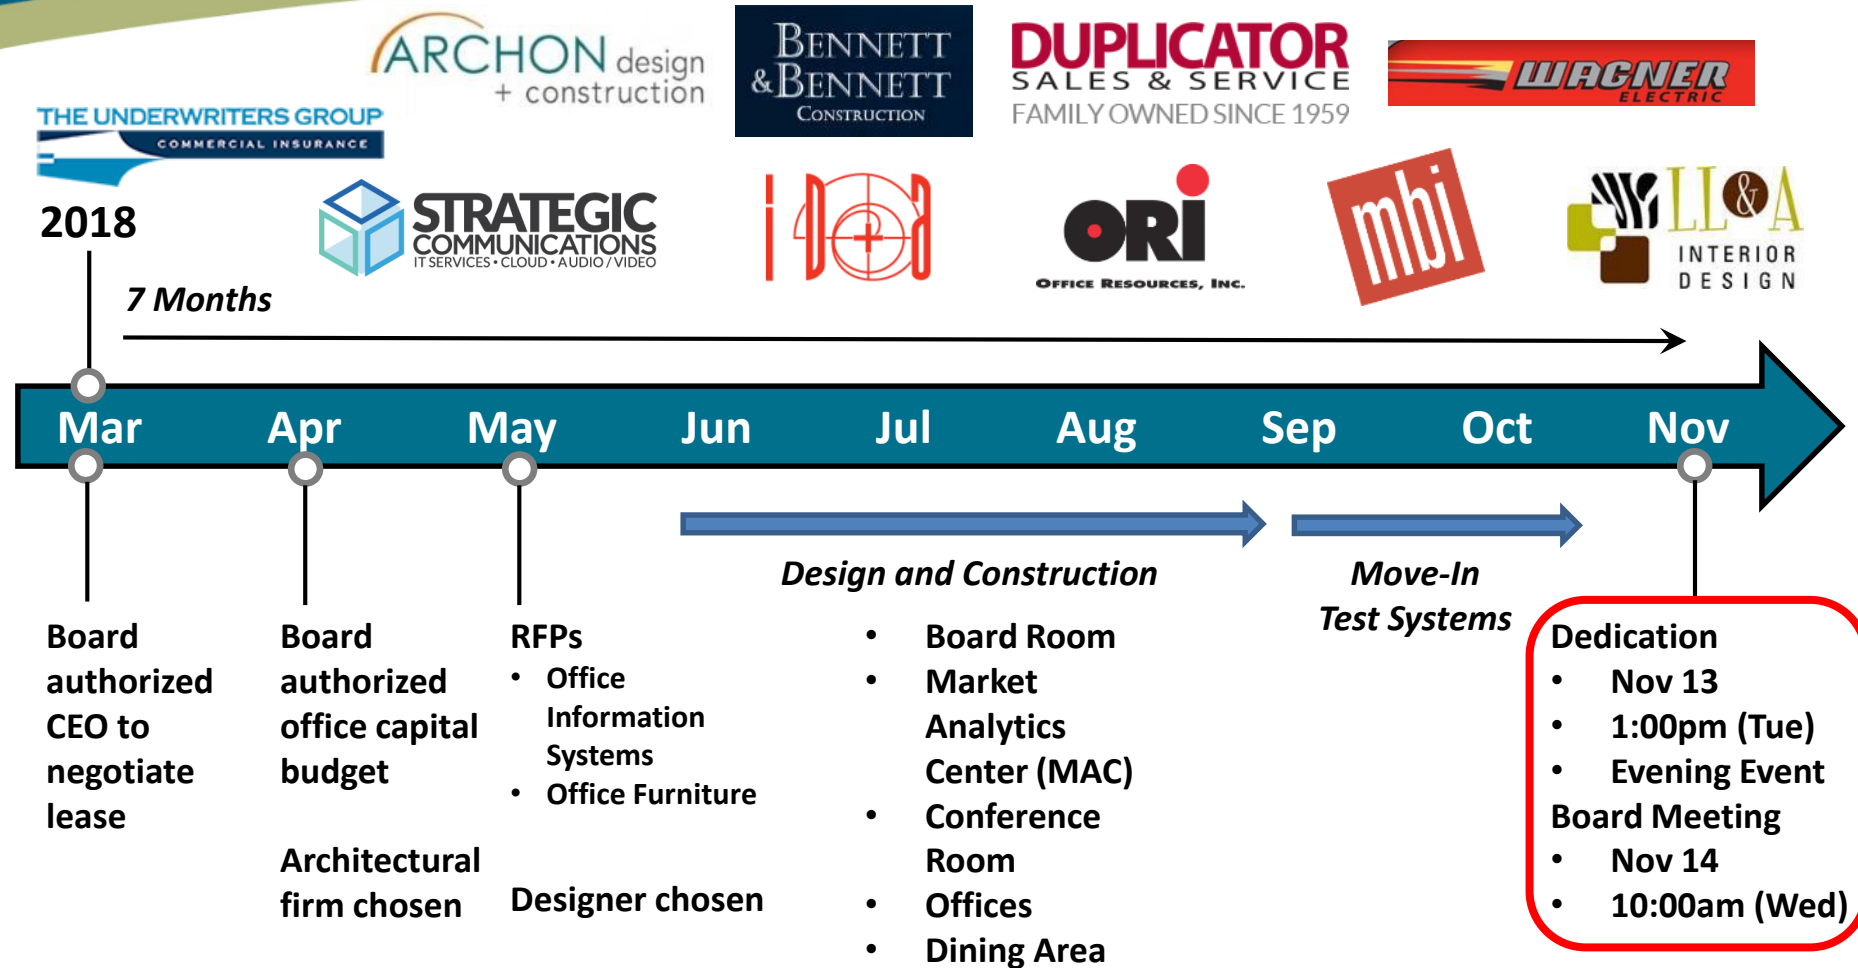 ARCHON design
+ construction
BENNETT
& BENNETT
CONSTRUCTION
DUPLICATOR
SALES & SERVICE
FAMILY OWNED SINCE 1959
WAGNER
ELECTRIC
THE UNDERWRITERS GROUP
COMMERCIAL INSURANCE
2018
STRATEGIC
COMMUNICATIONS
IT SERVICES • CLOUD • AUDIO / VIDEO
ORI
OFFICE RESOURCES, INC.
mbi
LL&A
INTERIOR
DESIGN
7 Months
Mar Apr May Jun Jul Aug Sep Oct Nov
Design and Construction
Move-In
Test Systems
Board
authorized
CEO to
negotiate
lease
Board
authorized
office capital
budget
Architectural
firm chosen
RFPs
• Office
Information
Systems
• Office Furniture
Designer chosen
• Board Room
• Market
Analytics
Center (MAC)
• Conference
Room
• Offices
• Dining Area
Dedication
• Nov 13
• 1:00pm (Tue)
• Evening Event
Board Meeting
• Nov 14
• 10:00am (Wed)